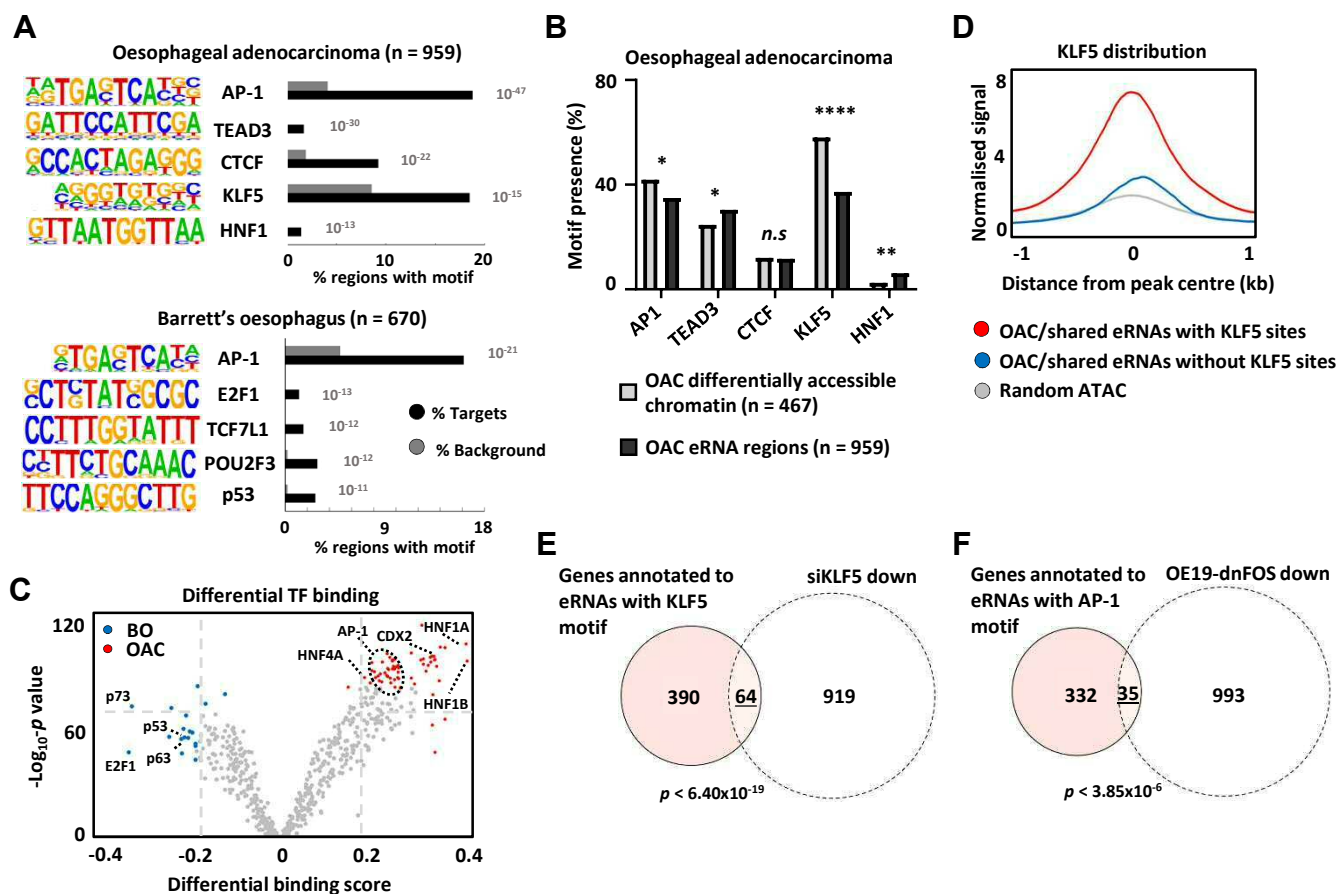 A
Oesophageal adenocarcinoma (n = 959)
AP-1
10-47
GATTCCATTCGA
TEAD3
10-30
GCCACTAGAGGG
CTCF
10-22
AGGGTGTGGC
KLF5
10-15
GTTAATGGTTAA
HNF1
10-13
0
10
20
% regions with motif
Barrett's oesophagus (n = 670)
AP-1
10-21
E2F1
10-13
CCTTTGGTATTT
TCF7L1
10-12
POU2F3
10-12
TTCCAGGGCTTG
p53
10-11
% Targets
% Background
0
9
18
% regions with motif
B
Oesophageal adenocarcinoma
Motif presence (%)
80
40
0
*
*
n.s
****
**
AP1
TEAD3
CTCF
KLF5
HNF1
OAC differentially accessible
chromatin (n = 467)
OAC eRNA regions (n = 959)
C
Differential TF binding
BO
OAC
-Log10-p value
120
60
0
p73
p53
p63
E2F1
AP-1
CDX2
HNF1A
HNF4A
HNF1B
-0.4
-0.2
0
0.2
0.4
Differential binding score
D
KLF5 distribution
Normalised signal
8
4
0
-1
0
1
Distance from peak centre (kb)
OAC/shared eRNAs with KLF5 sites
OAC/shared eRNAs without KLF5 sites
Random ATAC
E
Genes annotated to
eRNAs with KLF5
motif
siKLF5 down
390
64
919
p < 6.40x10-19
F
Genes annotated to
eRNAs with AP-1
motif
OE19-dnFOS down
332
35
993
p < 3.85x10-6